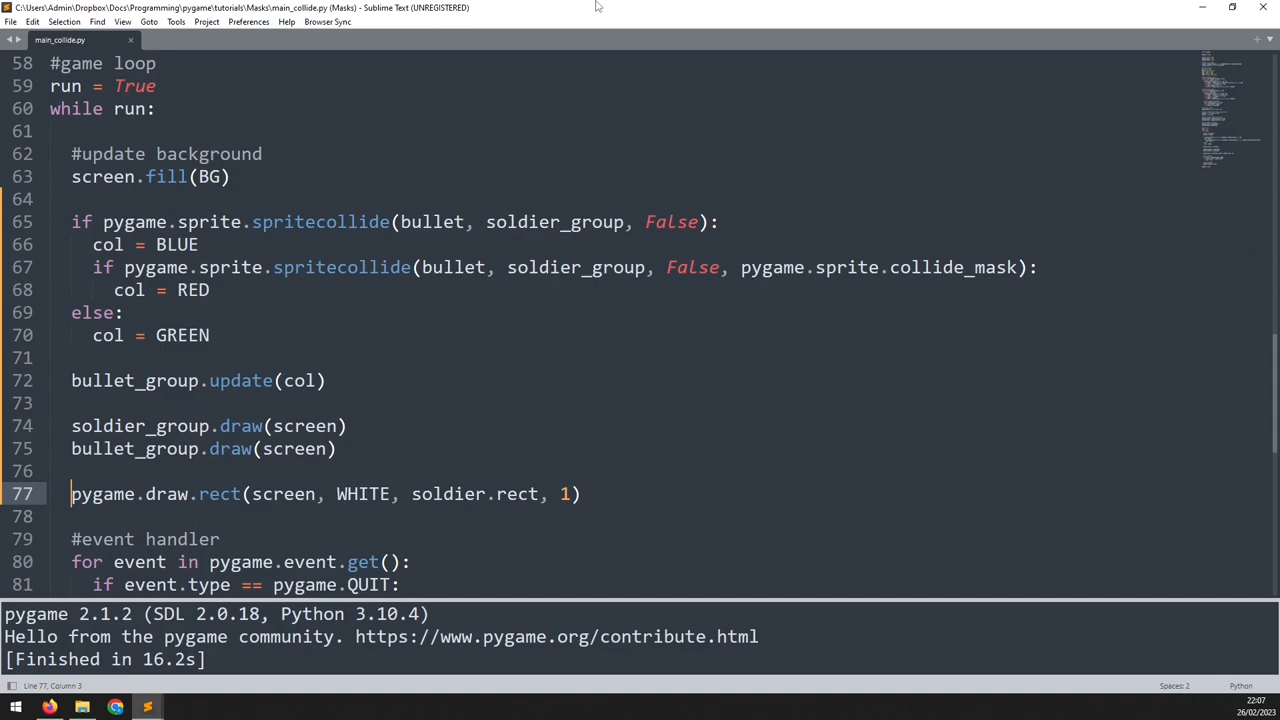 C:\Users\Admin\Dropbox\Docs\Programming\pygame\tutorials\Masks\main_collide.py (Masks) - Sublime Text (UNREGISTERED)
File Edit Selection Find View Goto Tools Project Preferences Help Browser Sync
main_collide.py
58 #game loop
59 run = True
60 while run:
61
62 #update background
63 screen.fill(BG)
64
65 if pygame.sprite.spritecollide(bullet, soldier_group, False):
66 col = BLUE
67 if pygame.sprite.spritecollide(bullet, soldier_group, False, pygame.sprite.collide_mask):
68 col = RED
69 else:
70 col = GREEN
71
72 bullet_group.update(col)
73
74 soldier_group.draw(screen)
75 bullet_group.draw(screen)
76
77 pygame.draw.rect(screen, WHITE, soldier.rect, 1)
78
79 #event handler
80 for event in pygame.event.get():
81 if event.type == pygame.QUIT:
pygame 2.1.2 (SDL 2.0.18, Python 3.10.4)
Hello from the pygame community. https://www.pygame.org/contribute.html
[Finished in 16.2s]
Line 77, Column 3 Spaces: 2 Python
22:07
26/02/2023